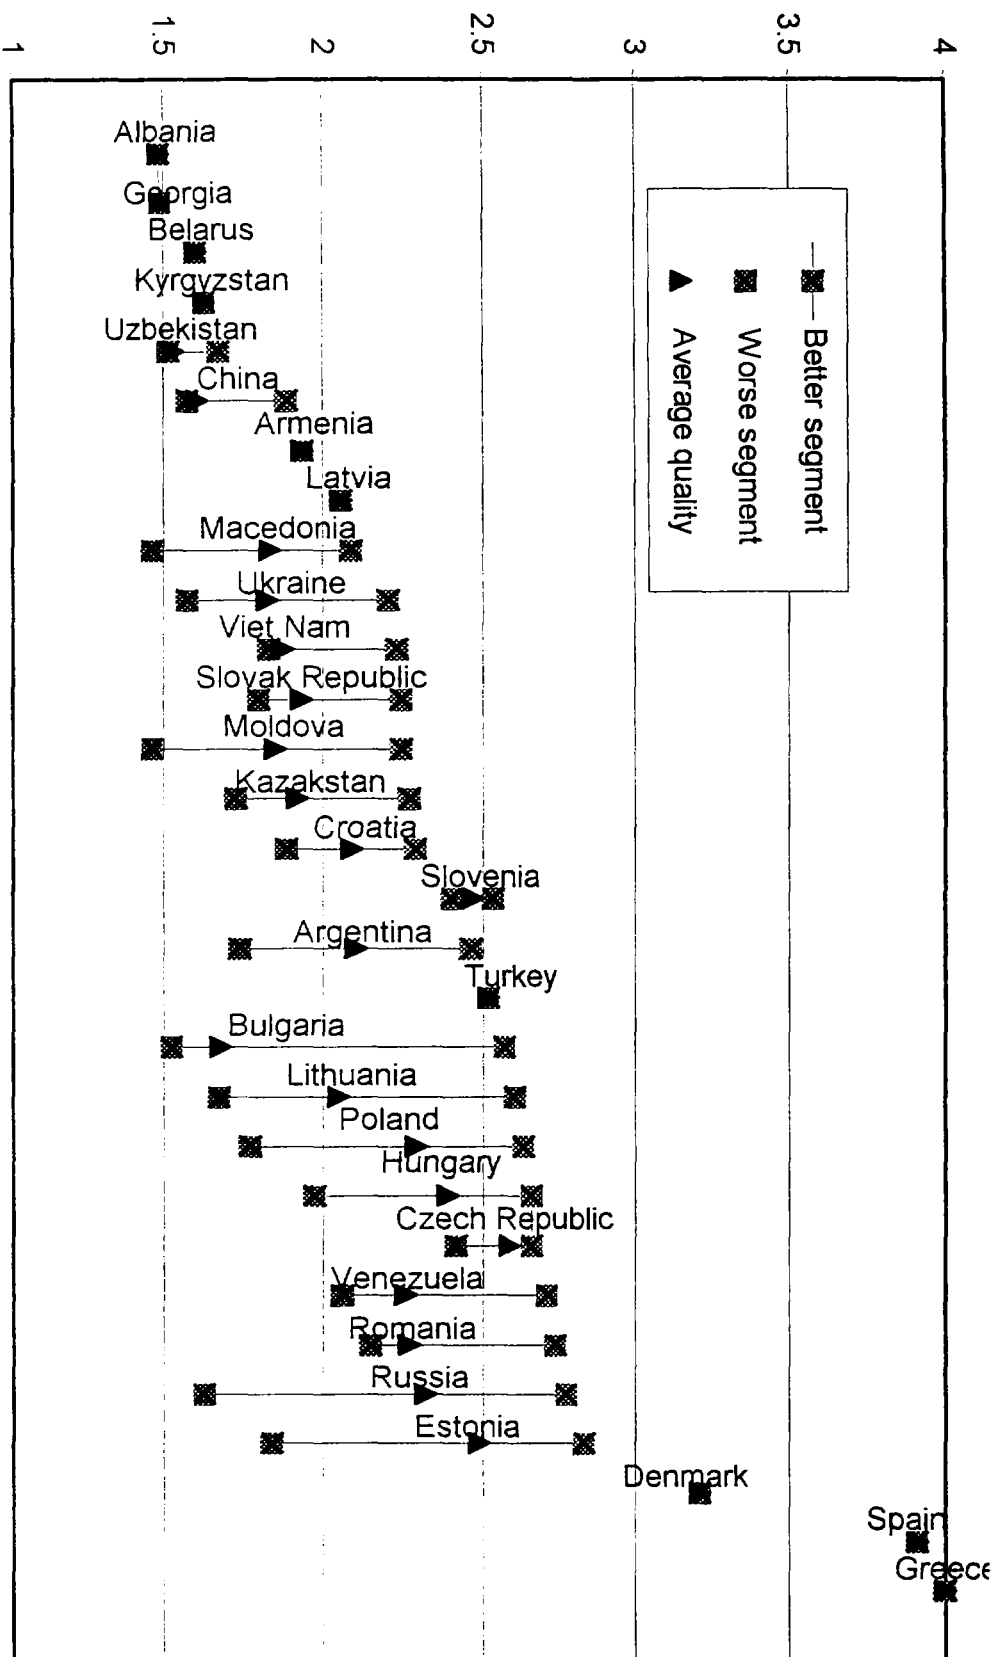 4
3.5
3
2.5
2
1.5
1
Better segment
Worse segment
Average quality
Albania
Georgia
Belarus
Kyrgyzstan
Uzbekistan
China
Armenia
Latvia
Macedonia
Ukraine
Viet Nam
Slovak Republic
Moldova
Kazakstan
Croatia
Slovenia
Argentina
Turkey
Bulgaria
Lithuania
Poland
Hungary
Czech Republic
Venezuela
Romania
Russia
Estonia
Denmark
Spain
Greece